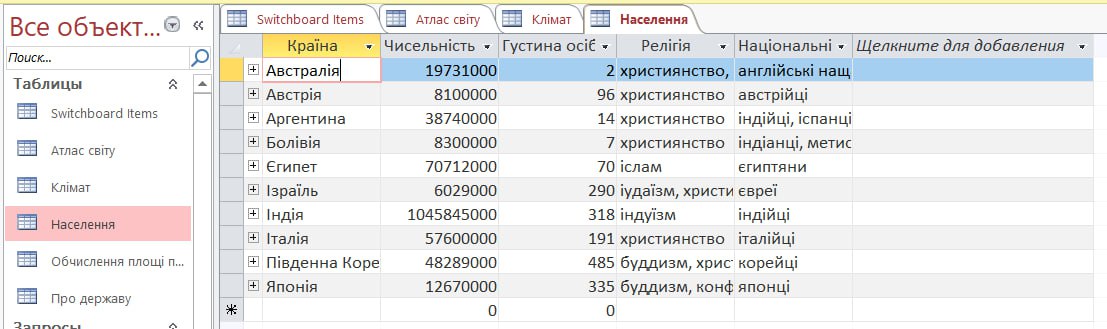 Все объект... «
Поиск...
Таблицы
Switchboard Items
Атлас світу
Клімат
Населення
Обчислення площі п...
Про державу
Запросы
Switchboard Items Атлас світу Клімат Населення
Країна Чисельність Густина осіб Релігія Національні Щелкните для добавления
Австралія 19731000 2 християнство, англійські нащ
Австрія 8100000 96 християнство австрійці
Аргентина 38740000 14 християнство індійці, іспанці
Болівія 8300000 7 християнство індіанці, метис
Єгипет 70712000 70 іслам єгиптяни
Ізраїль 6029000 290 іудаїзм, христи євреї
Індія 1045845000 318 індуїзм індійці
Італія 57600000 191 християнство італійці
Південна Коре 48289000 485 буддизм, христ корейці
Японія 12670000 335 буддизм, конф японці
0 0